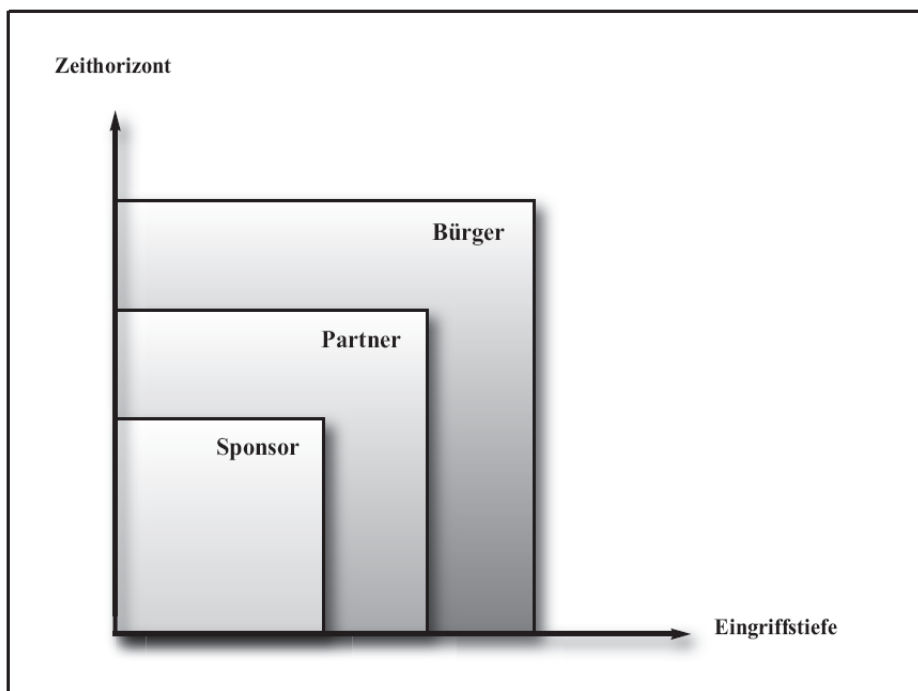 Zeithorizont
Bürger
Partner
Sponsor
Eingriffstiefe